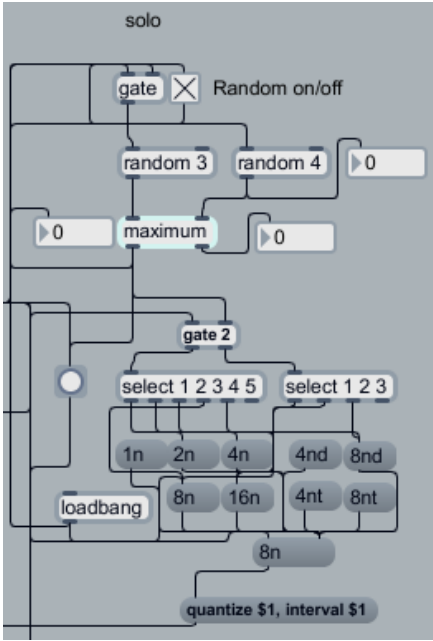 solo
gate
Random on/off
random 3
random 4
0
0
maximum
0
gate 2
select 1 2 3 4 5
select 1 2 3
1n
2n
4n
4nd
8nd
8n
16n
4nt
8nt
loadbang
8n
quantize $1, interval $1